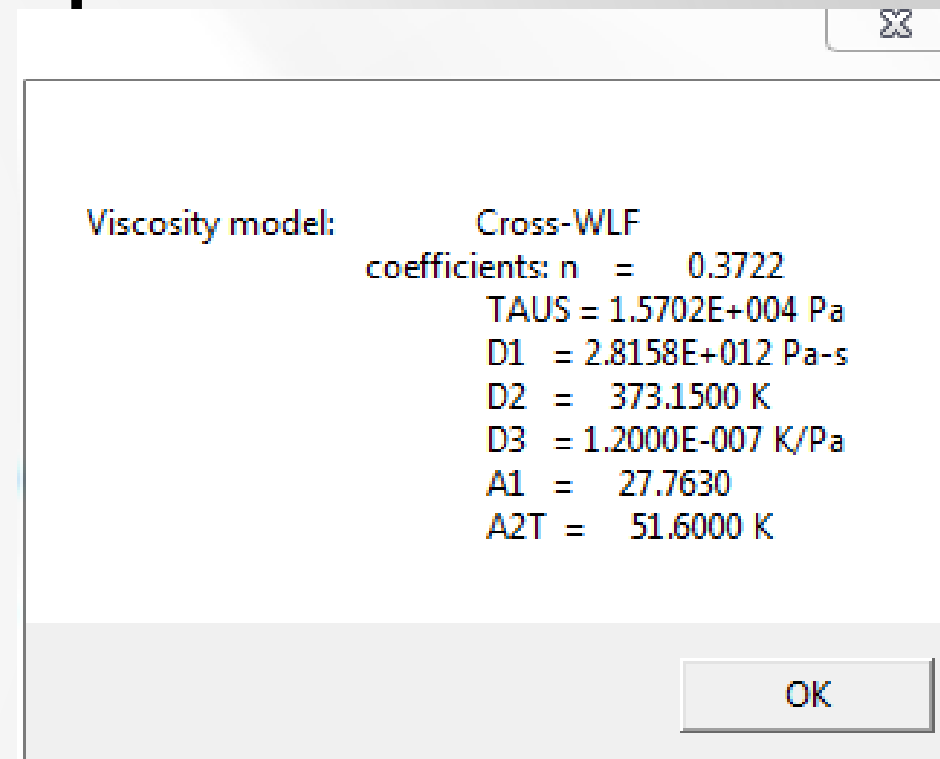 Viscosity model: Cross-WLF
coefficients: n = 0.3722
TAUS = 1.5702E+004 Pa
D1 = 2.8158E+012 Pa-s
D2 = 373.1500 K
D3 = 1.2000E-007 K/Pa
A1 = 27.7630
A2T = 51.6000 K
OK